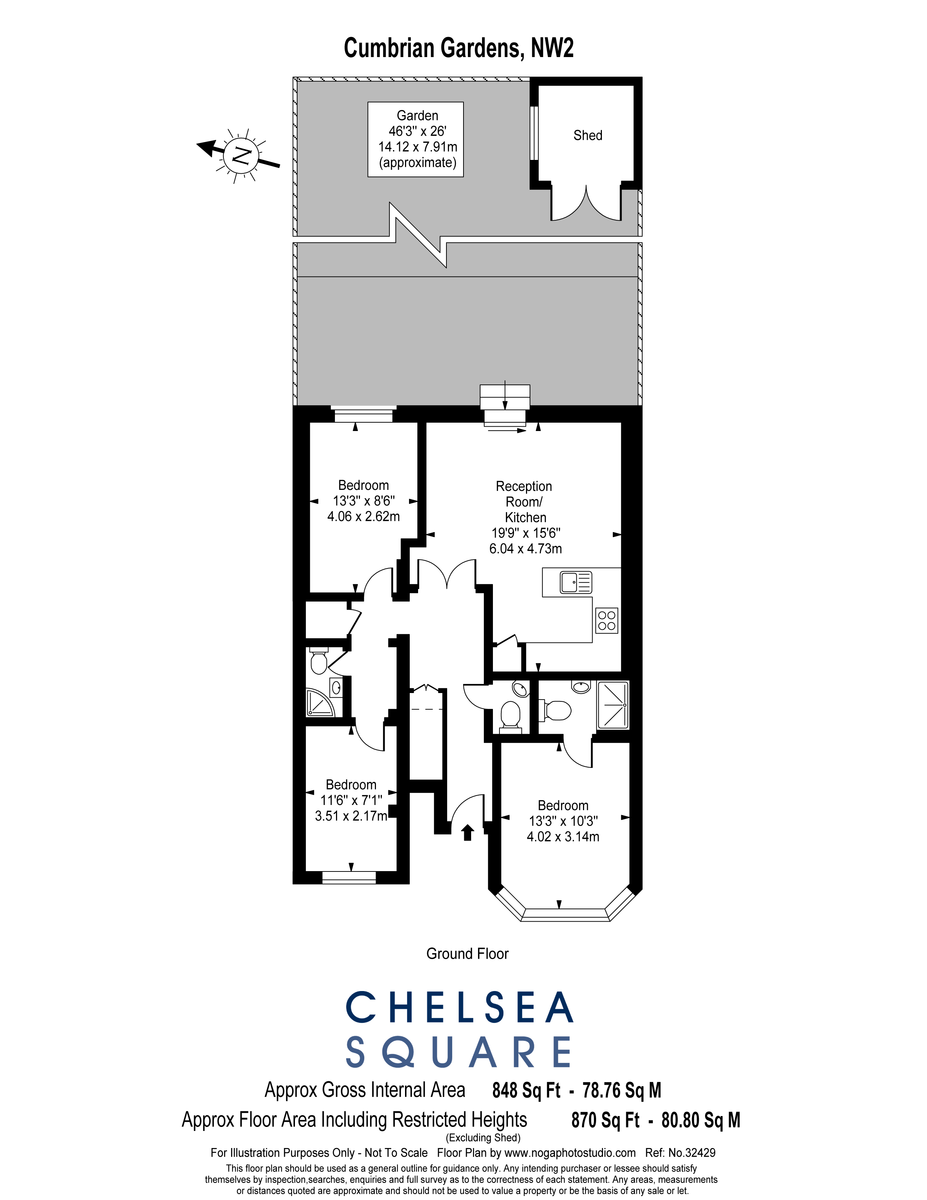 Cumbrian Gardens, NW2
Garden
46'3" x 26'
14.12 x 7.91m
(approximate)
Shed
N
Bedroom
13'3" x 8'6"
4.06 x 2.62m
Reception
Room/
Kitchen
19'9" x 15'6"
6.04 x 4.73m
Bedroom
11'6" x 7'1"
3.51 x 2.17m
Bedroom
13'3" x 10'3"
4.02 x 3.14m
Ground Floor
CHELSEA
SQUARE
Approx Gross Internal Area 848 Sq Ft - 78.76 Sq M
Approx Floor Area Including Restricted Heights 870 Sq Ft - 80.80 Sq M
(Excluding Shed)
For Illustration Purposes Only - Not To Scale Floor Plan by www.nogaphotostudio.com Ref: No.32429
This floor plan should be used as a general outline for guidance only. Any intending purchaser or lessee should satisfy
themselves by inspection,searches, enquiries and full survey as to the correctness of each statement. Any areas, measurements
or distances quoted are approximate and should not be used to value a property or be the basis of any sale or let.